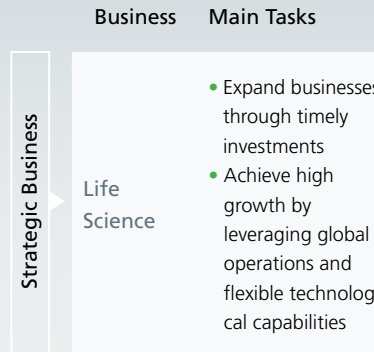 Business Main Tasks
Strategic Business
Life
Science
• Expand businesses
through timely
investments
• Achieve high
growth by
leveraging global
operations and
flexible technolog
cal capabilities